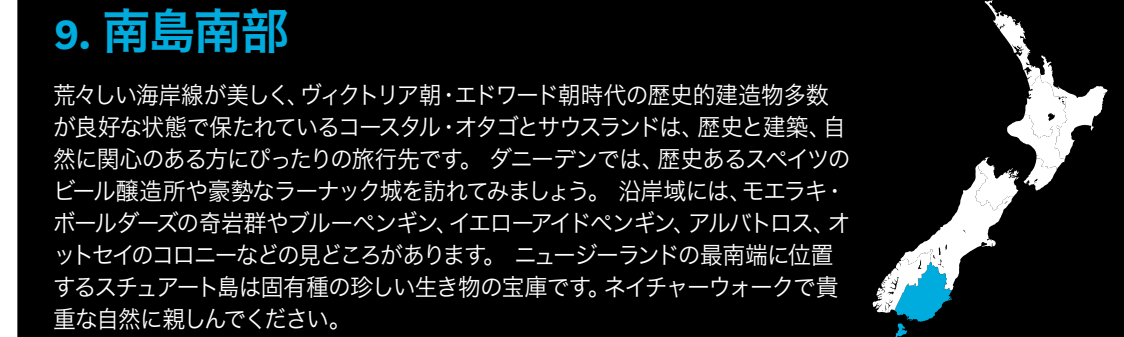 9. 南島南部
荒々しい海岸線が美しく、ヴィクトリア朝・エドワード朝時代の歴史的建造物多数
が良好な状態で保たれているコースタル・オタゴとサウスランドは、歴史と建築、自
然に関心のある方にぴったりの旅行先です。 ダニーデンでは、歴史あるスペイツの
ビール醸造所や豪勢なラーナック城を訪れてみましょう。 沿岸域には、モエラキ・
ボールダーズの奇岩群やブルーペンギン、イエローアイドペンギン、アルバトロス、オ
ットセイのコロニーなどの見どころがあります。 ニュージーランドの最南端に位置
するスチュアート島は固有種の珍しい生き物の宝庫です。ネイチャーウォークで貴
重な自然に親しんでください。